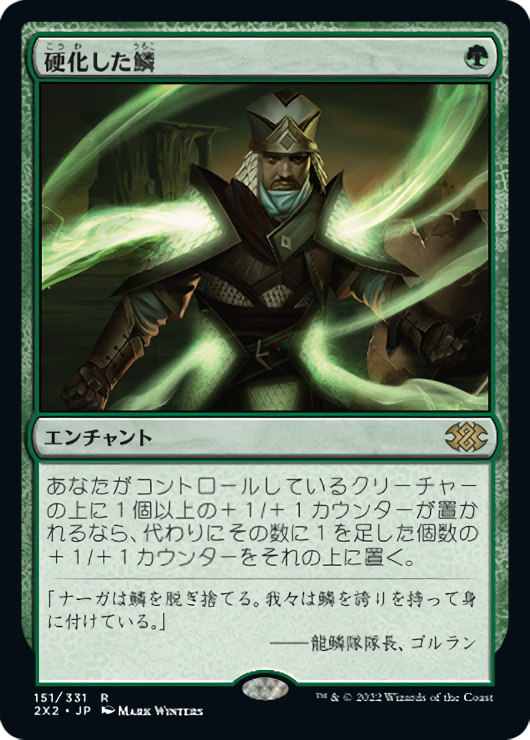 こうか うろこ
硬化した鱗
エンチャント
あなたがコントロールしているクリーチャー
の上に１個以上の＋１/＋１カウンターが置か
れるなら、代わりにその数に１を足した個数の
＋１/＋１カウンターをそれの上に置く。
「ナーガは鱗を脱ぎ捨てる。我々は鱗を誇りを持って身
に付けている。」
――龍鱗隊隊長、ゴルラン
151/331 R
2X2・JP MARK WINTERS
™ & © 2022 Wizards of the Coast